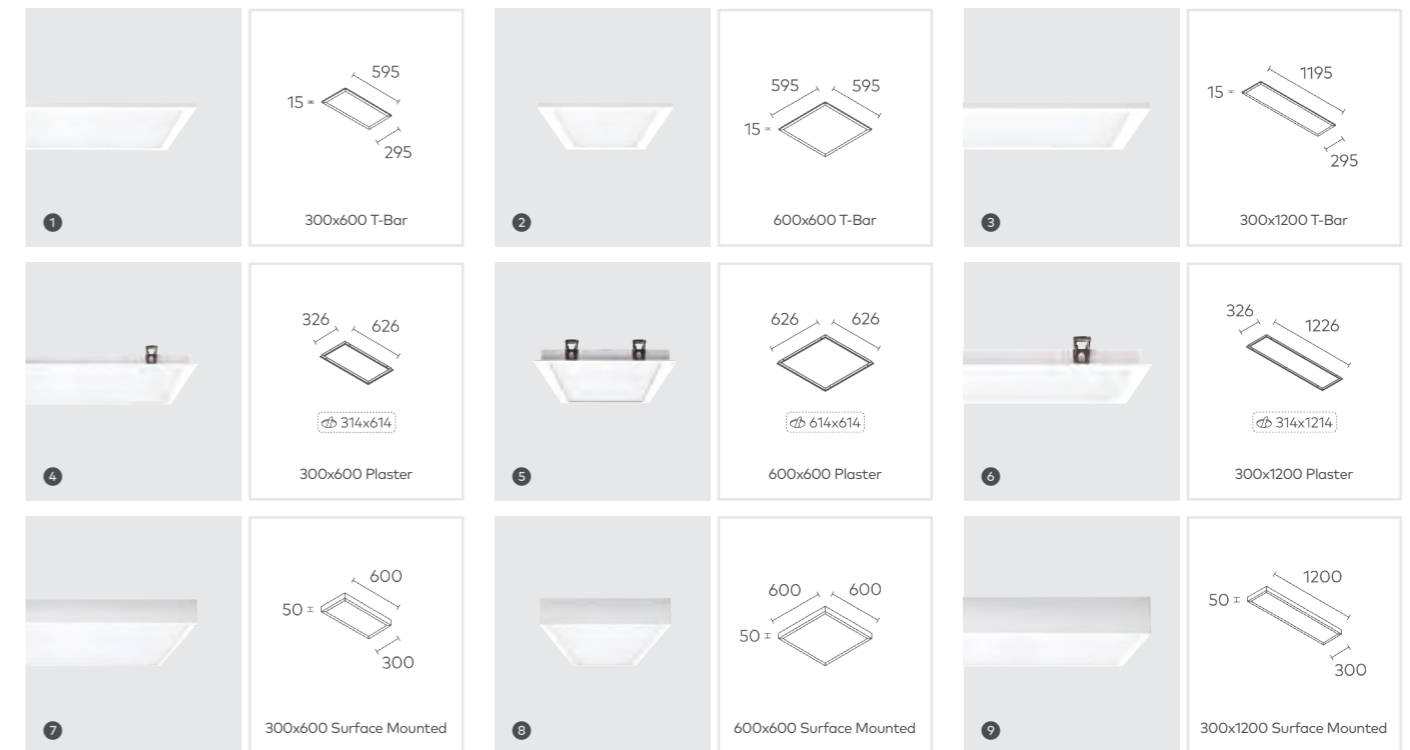 595
15
295
1
300x600 T-Bar
595 595
15
2
600x600 T-Bar
1195
15
295
3
300x1200 T-Bar
326 626
314x614
4
300x600 Plaster
626 626
614x614
5
600x600 Plaster
326 1226
314x1214
6
300x1200 Plaster
600
50
300
7
300x600 Surface Mounted
600 600
50
8
600x600 Surface Mounted
1200
50
300
9
300x1200 Surface Mounted